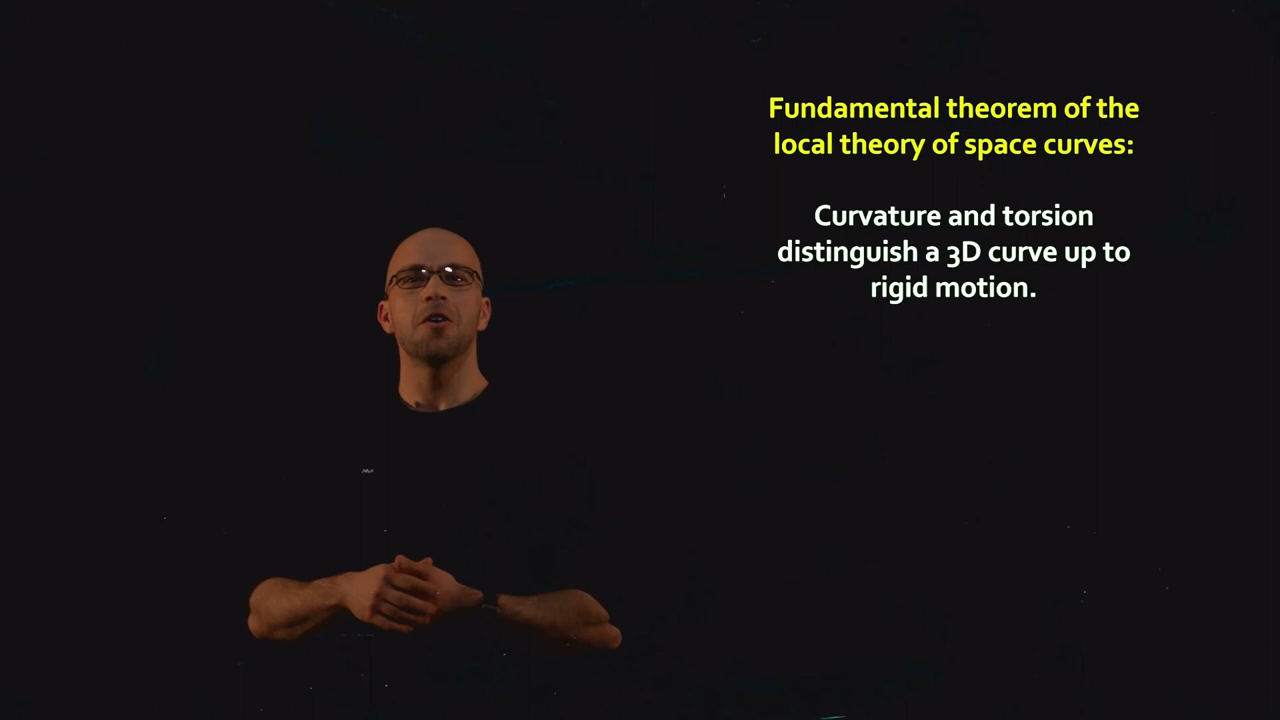 Fundamental theorem of the
local theory of space curves:
Curvature and torsion
distinguish a 3D curve up to
rigid motion.